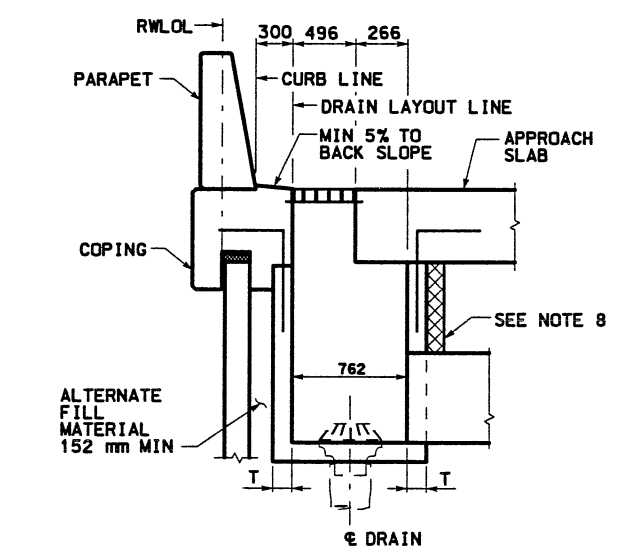 RWLOL
300 496 266
PARAPET
CURB LINE
DRAIN LAYOUT LINE
MIN 5% TO
BACK SLOPE
APPROACH
SLAB
COPING
SEE NOTE 8
762
ALTERNATE
FILL
MATERIAL
152 mm MIN
T
T
℄ DRAIN